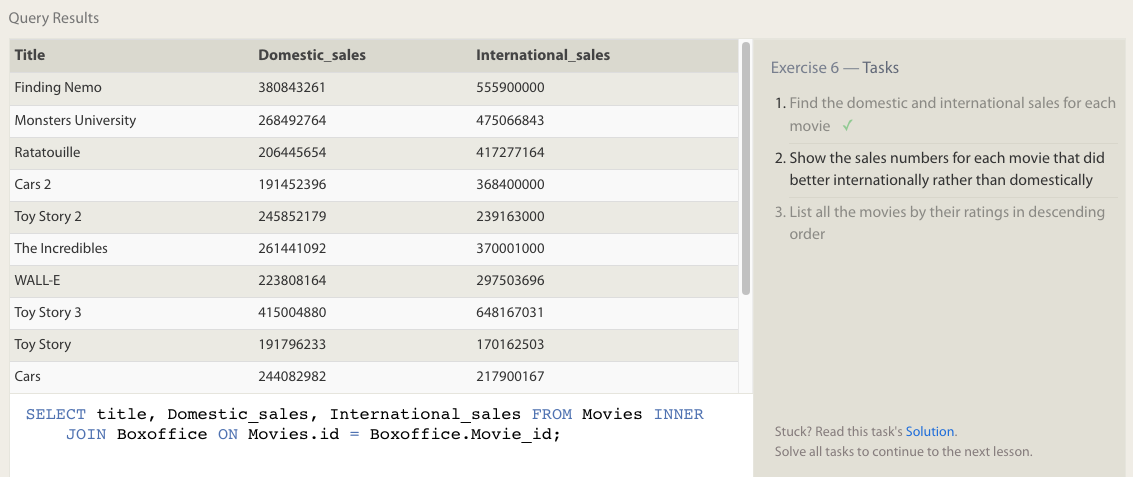 Query Results
Title Domestic_sales International_sales
Finding Nemo 380843261 555900000
Monsters University 268492764 475066843
Ratatouille 206445654 417277164
Cars 2 191452396 368400000
Toy Story 2 245852179 239163000
The Incredibles 261441092 370001000
WALL-E 223808164 297503696
Toy Story 3 415004880 648167031
Toy Story 191796233 170162503
Cars 244082982 217900167
SELECT title, Domestic_sales, International_sales FROM Movies INNER
JOIN Boxoffice ON Movies.id = Boxoffice.Movie_id;
Exercise 6 — Tasks
1. Find the domestic and international sales for each
movie ✓
2. Show the sales numbers for each movie that did
better internationally rather than domestically
3. List all the movies by their ratings in descending
order
Stuck? Read this task's Solution.
Solve all tasks to continue to the next lesson.